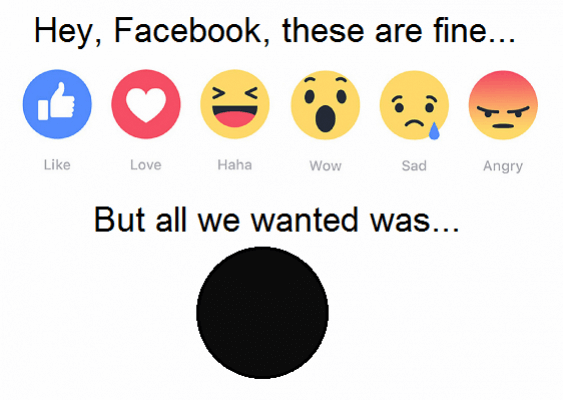 Hey, Facebook, these are fine...
Like Love Haha Wow Sad Angry
But all we wanted was...